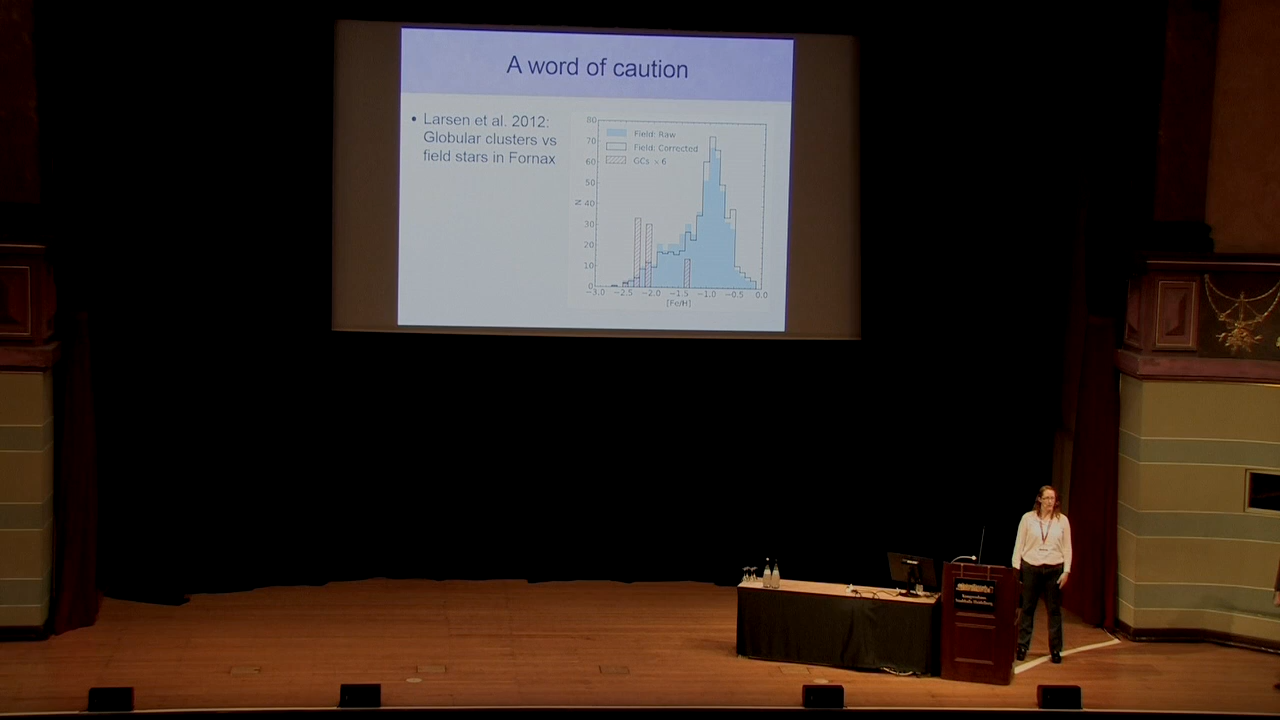 A word of caution
• Larsen et al. 2012:
Globular clusters vs
field stars in Fornax
80
70
60
50
40
30
20
10
0
N
Field: Raw
Field: Corrected
GCs × 6
−3.0 −2.5 −2.0 −1.5 −1.0 −0.5 0.0
[Fe/H]
Stadthalle Heidelberg